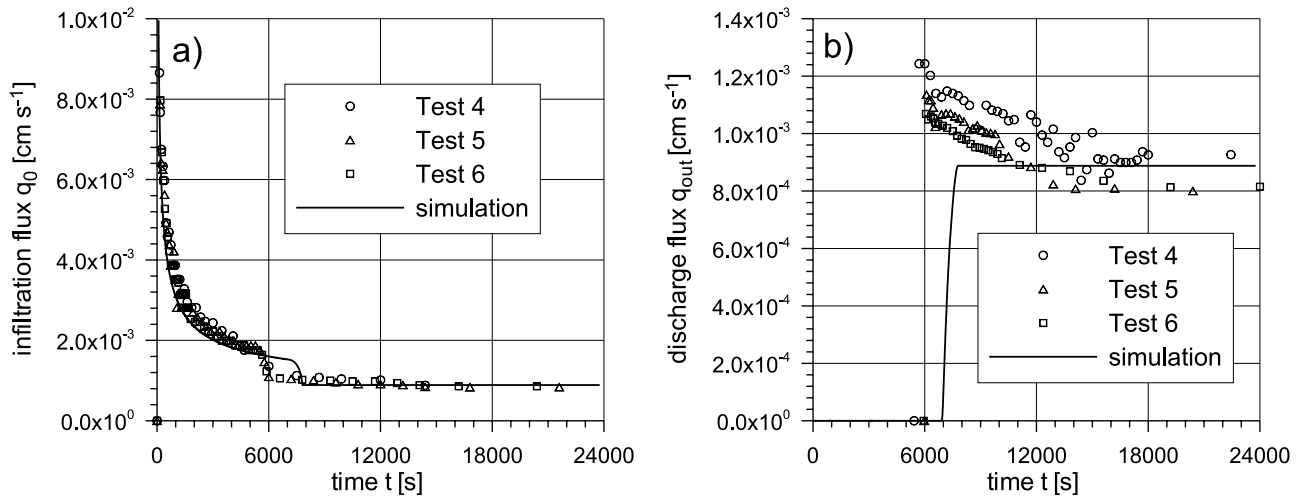 a)
infiltration flux q₀ [cm s⁻¹]
1.0x10⁻²
8.0x10⁻³
6.0x10⁻³
4.0x10⁻³
2.0x10⁻³
0.0x10⁰
Test 4
Test 5
Test 6
simulation
0 6000 12000 18000 24000
time t [s]
b)
discharge flux qₒᵤₜ [cm s⁻¹]
1.4x10⁻³
1.2x10⁻³
1.0x10⁻³
8.0x10⁻⁴
6.0x10⁻⁴
4.0x10⁻⁴
2.0x10⁻⁴
0.0x10⁰
Test 4
Test 5
Test 6
simulation
0 6000 12000 18000 24000
time t [s]